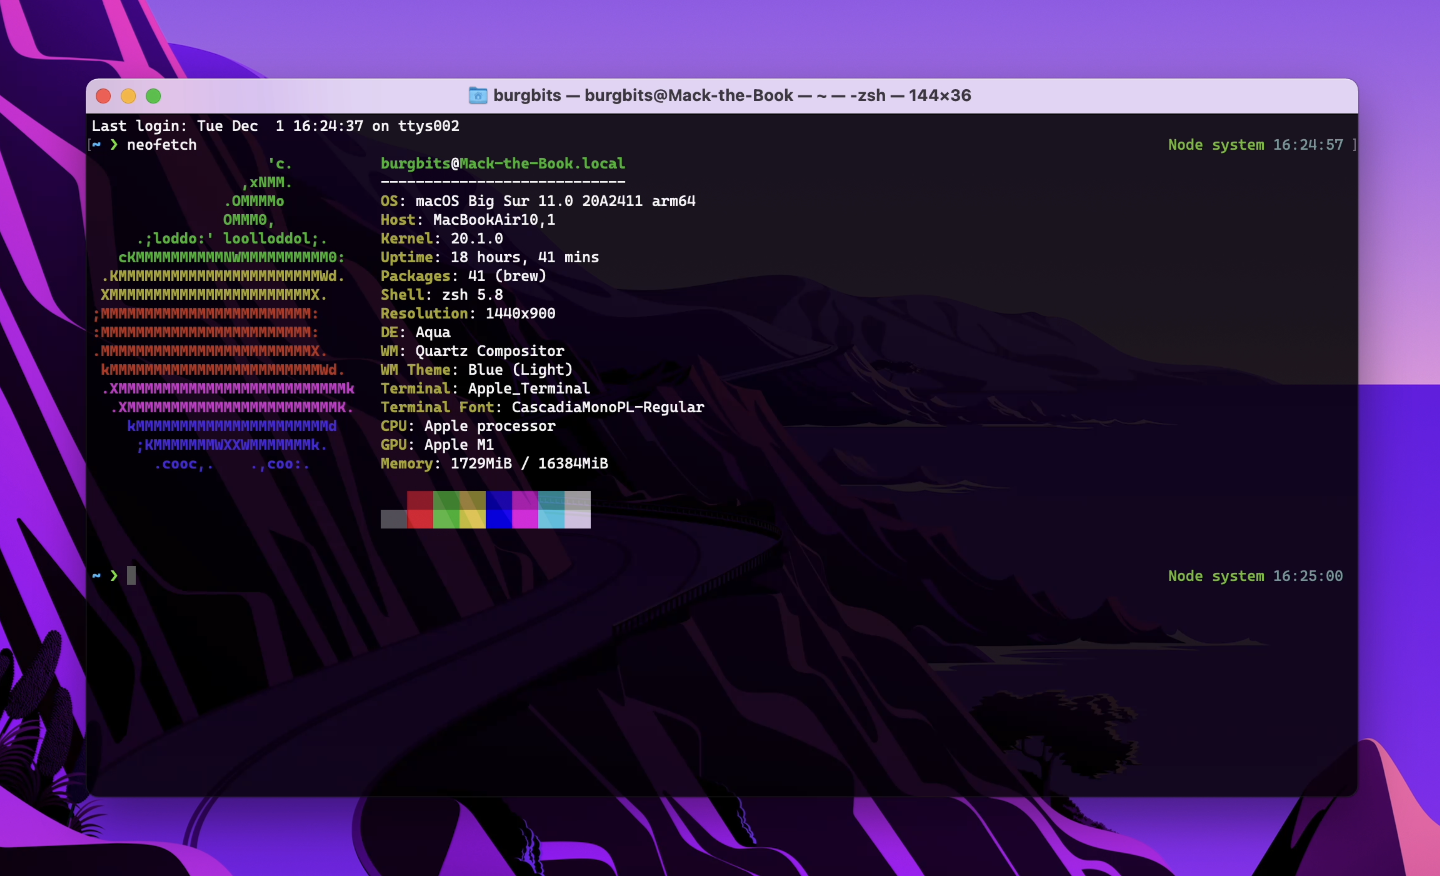 burgbits — burgbits@Mack-the-Book — ~ — -zsh — 144×36
Last login: Tue Dec  1 16:24:37 on ttys002
[~ ❯ neofetch Node system 16:24:57 ]
'c. burgbits@Mack-the-Book.local
,xNMM. ----------------------------
.OMMMMo OS: macOS Big Sur 11.0 20A2411 arm64
OMMM0, Host: MacBookAir10,1
.;loddo:' loolloddol;. Kernel: 20.1.0
cKMMMMMMMMMMNWMMMMMMMMMM0: Uptime: 18 hours, 41 mins
.KMMMMMMMMMMMMMMMMMMMMMMMWd. Packages: 41 (brew)
XMMMMMMMMMMMMMMMMMMMMMMMX. Shell: zsh 5.8
;MMMMMMMMMMMMMMMMMMMMMMMM: Resolution: 1440x900
:MMMMMMMMMMMMMMMMMMMMMMMM: DE: Aqua
.MMMMMMMMMMMMMMMMMMMMMMMMX. WM: Quartz Compositor
kMMMMMMMMMMMMMMMMMMMMMMMMWd. WM Theme: Blue (Light)
.XMMMMMMMMMMMMMMMMMMMMMMMMMMk Terminal: Apple_Terminal
.XMMMMMMMMMMMMMMMMMMMMMMMMK. Terminal Font: CascadiaMonoPL-Regular
kMMMMMMMMMMMMMMMMMMMMMMd CPU: Apple processor
;KMMMMMMMWXXWMMMMMMMk. GPU: Apple M1
.cooc,.    .,coo:. Memory: 1729MiB / 16384MiB
~ ❯ Node system 16:25:00